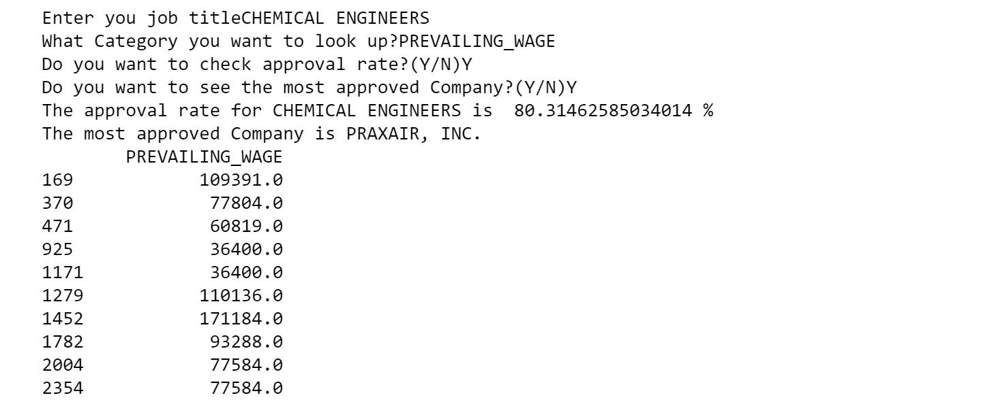 Enter you job titleCHEMICAL ENGINEERS
What Category you want to look up?PREVAILING_WAGE
Do you want to check approval rate?(Y/N)Y
Do you want to see the most approved Company?(Y/N)Y
The approval rate for CHEMICAL ENGINEERS is  80.31462585034014 %
The most approved Company is PRAXAIR, INC.
        PREVAILING_WAGE
169            109391.0
370             77804.0
471             60819.0
925             36400.0
1171            36400.0
1279           110136.0
1452           171184.0
1782            93288.0
2004            77584.0
2354            77584.0